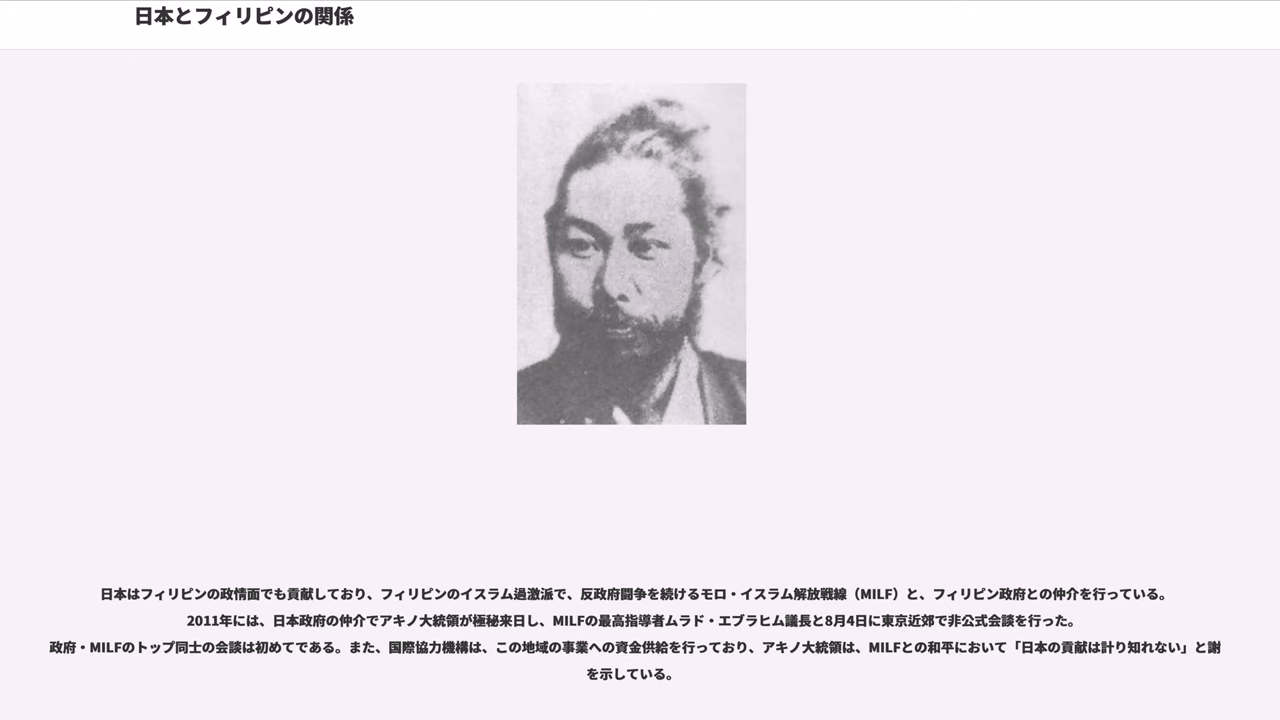 日本とフィリピンの関係
日本はフィリピンの政情面でも貢献しており、フィリピンのイスラム過激派で、反政府闘争を続けるモロ・イスラム解放戦線（MILF）と、フィリピン政府との仲介を行っている。
2011年には、日本政府の仲介でアキノ大統領が極秘来日し、MILFの最高指導者ムラド・エブラヒム議長と8月4日に東京近郊で非公式会談を行った。
政府・MILFのトップ同士の会談は初めてである。また、国際協力機構は、この地域の事業への資金供給を行っており、アキノ大統領は、MILFとの和平において「日本の貢献は計り知れない」と謝
を示している。